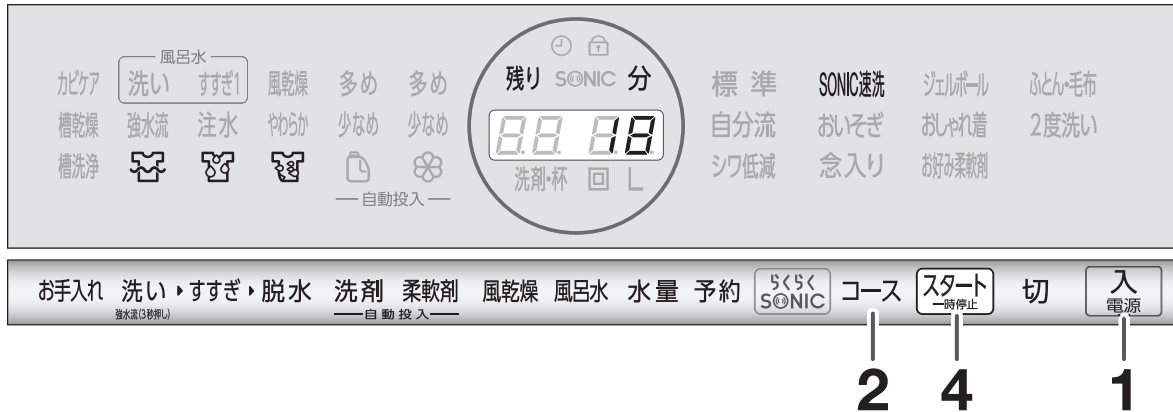 風呂水
カビケア 洗い すすぎ1 風乾燥 多め 多め
槽乾燥 強水流 注水 やわらか 少なめ 少なめ
槽洗浄
自動投入
残り SONIC 分
88 88
洗剤・杯 回 L
標準 SONIC速洗 ジェルボール ふとん・毛布
自分流 おいそぎ おしゃれ着 2度洗い
シワ低減 念入り お好み柔軟剤
お手入れ 洗い すすぎ 脱水 洗剤 柔軟剤 風乾燥 風呂水 水量 予約 らくらく SONIC コース スタート 切 入
強水流(3秒押し) 自動投入 一時停止 電源
2 4 1